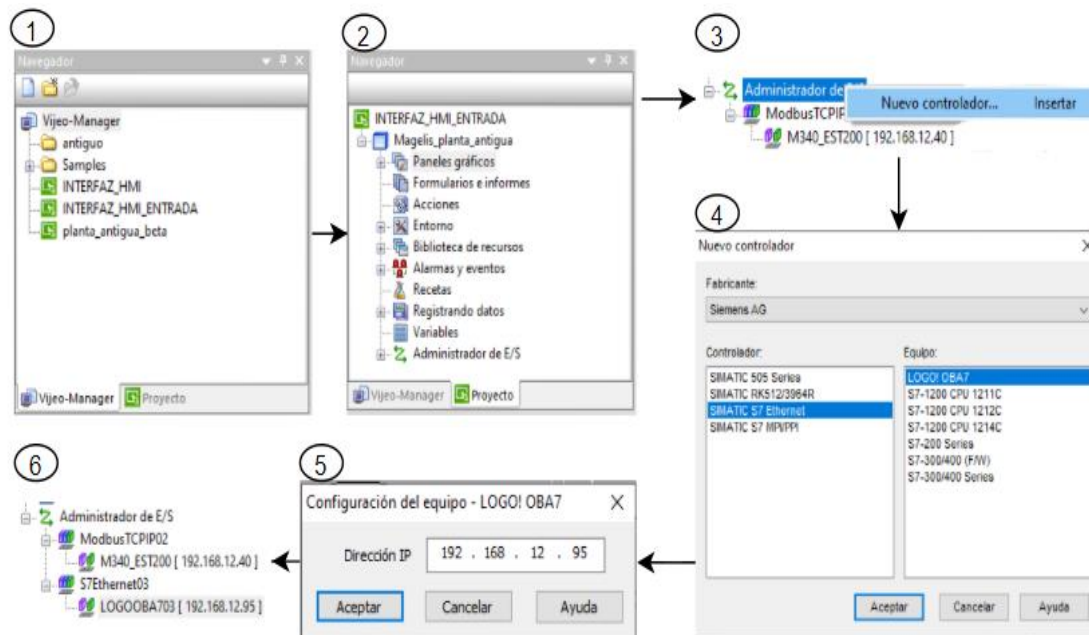 1
Navegador
Vijeo-Manager
antiguo
Samples
INTERFAZ_HMI
INTERFAZ_HMI_ENTRADA
planta_antigua_beta
Vijeo-Manager
Proyecto
2
Navegador
INTERFAZ_HMI_ENTRADA
Magelis_planta_antigua
Paneles gráficos
Formularios e informes
Acciones
Entorno
Biblioteca de recursos
Alarmas y eventos
Recetas
Registrando datos
Variables
Administrador de E/S
Vijeo-Manager
Proyecto
3
Administrador de
Nuevo controlador... Insertar
ModbusTCPIP
M340_EST200 [ 192.168.12.40 ]
4
Nuevo controlador
Fabricante:
Siemens AG
Controlador:
SIMATIC 505 Series
SIMATIC RK512/3964R
SIMATIC S7 Ethernet
SIMATIC S7 MPI/PPI
Equipo:
LOGO! OBA7
S7-1200 CPU 1211C
S7-1200 CPU 1212C
S7-1200 CPU 1214C
S7-200 Series
S7-300/400 (F/W)
S7-300/400 Series
Aceptar Cancelar Ayuda
5
Configuración del equipo - LOGO! OBA7
Dirección IP 192 . 168 . 12 . 95
Aceptar Cancelar Ayuda
6
Administrador de E/S
ModbusTCPIP02
M340_EST200 [ 192.168.12.40 ]
S7Ethernet03
LOGOOBA703 [ 192.168.12.95 ]